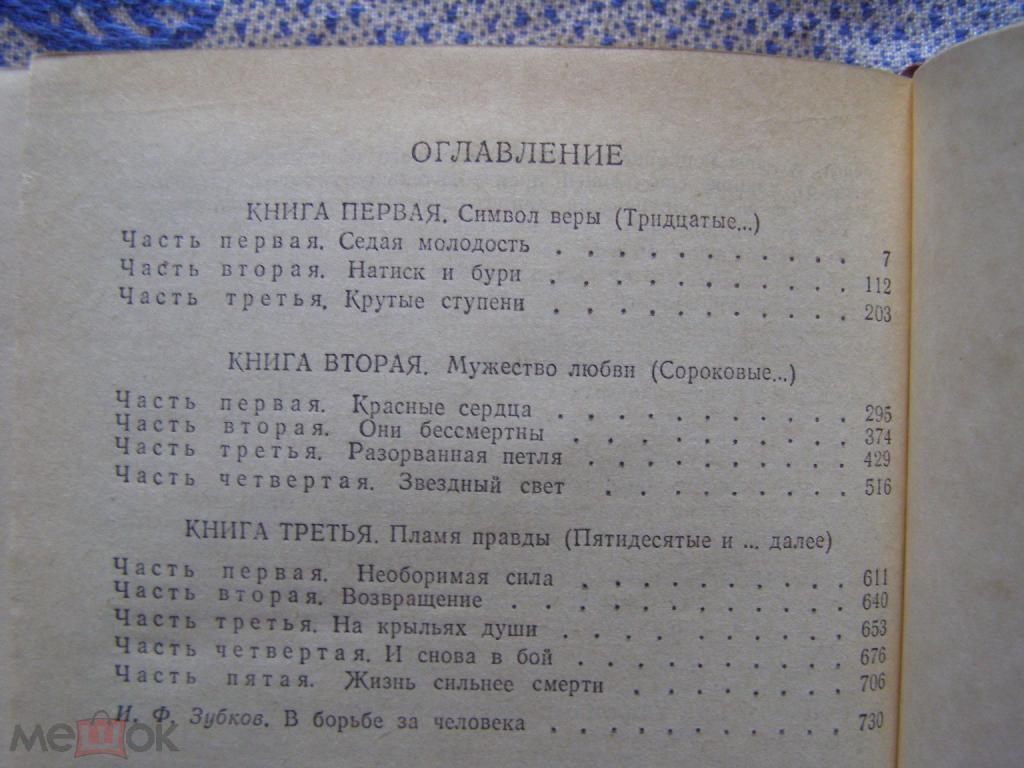 ОГЛАВЛЕНИЕ
КНИГА ПЕРВАЯ. Символ веры (Тридцатые...)
Часть первая. Седая молодость . . . . . . . . . . . 7
Часть вторая. Натиск и бури . . . . . . . . . . . 112
Часть третья. Крутые ступени . . . . . . . . . . . 203
КНИГА ВТОРАЯ. Мужество любви (Сороковые...)
Часть первая. Красные сердца . . . . . . . . . . 295
Часть вторая. Они бессмертны . . . . . . . . . . 374
Часть третья. Разорванная петля . . . . . . . . . 429
Часть четвертая. Звездный свет . . . . . . . . . 516
КНИГА ТРЕТЬЯ. Пламя правды (Пятидесятые и ... далее)
Часть первая. Необоримая сила . . . . . . . . . 611
Часть вторая. Возвращение . . . . . . . . . . . . 640
Часть третья. На крыльях души . . . . . . . . . . 653
Часть четвертая. И снова в бой . . . . . . . . . . 676
Часть пятая. Жизнь сильнее смерти . . . . . . . . 706
И. Ф. Зубков. В борьбе за человека . . . . . . . . . . 730
мешок